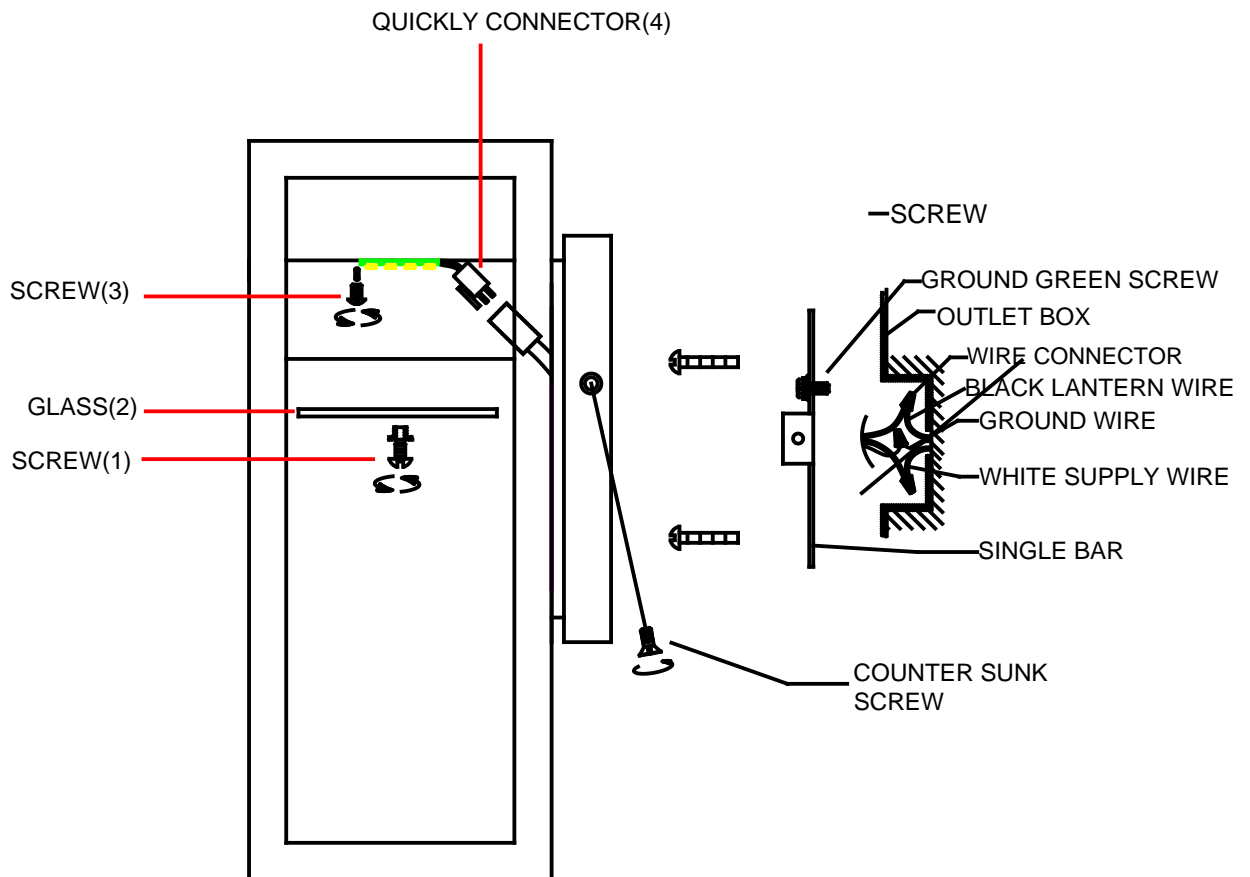 QUICKLY CONNECTOR(4)
SCREW(3)
GLASS(2)
SCREW(1)
SCREW
GROUND GREEN SCREW
OUTLET BOX
WIRE CONNECTOR
BLACK LANTERN WIRE
GROUND WIRE
WHITE SUPPLY WIRE
SINGLE BAR
COUNTER SUNK
SCREW